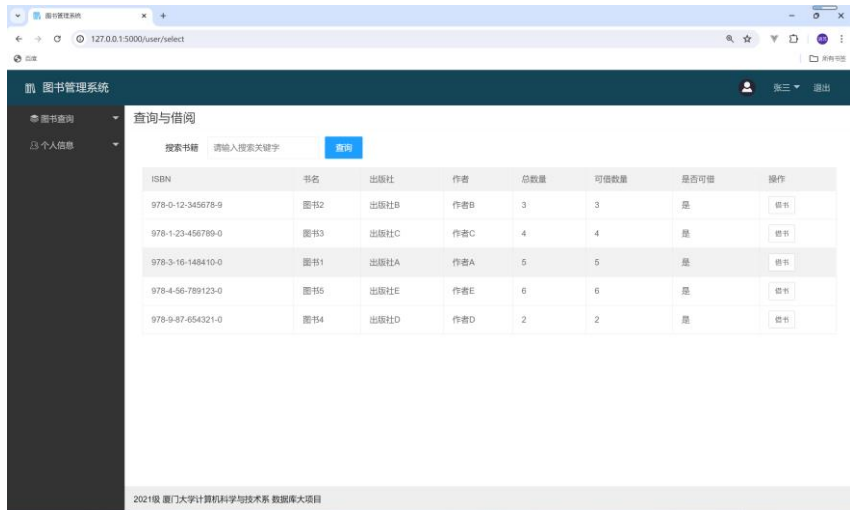 图书管理系统
127.0.0.1:5000/user/select
百度
所有书签
图书管理系统
张三 退出
图书查询
个人信息
查询与借阅
搜索书籍 请输入搜索关键字 查询
ISBN 书名 出版社 作者 总数量 可借数量 是否可借 操作
978-0-12-345678-9 图书2 出版社B 作者B 3 3 是 借书
978-1-23-456789-0 图书3 出版社C 作者C 4 4 是 借书
978-3-16-148410-0 图书1 出版社A 作者A 5 5 是 借书
978-4-56-789123-0 图书5 出版社E 作者E 6 6 是 借书
978-9-87-654321-0 图书4 出版社D 作者D 2 2 是 借书
2021级 厦门大学计算机科学与技术系 数据库大项目